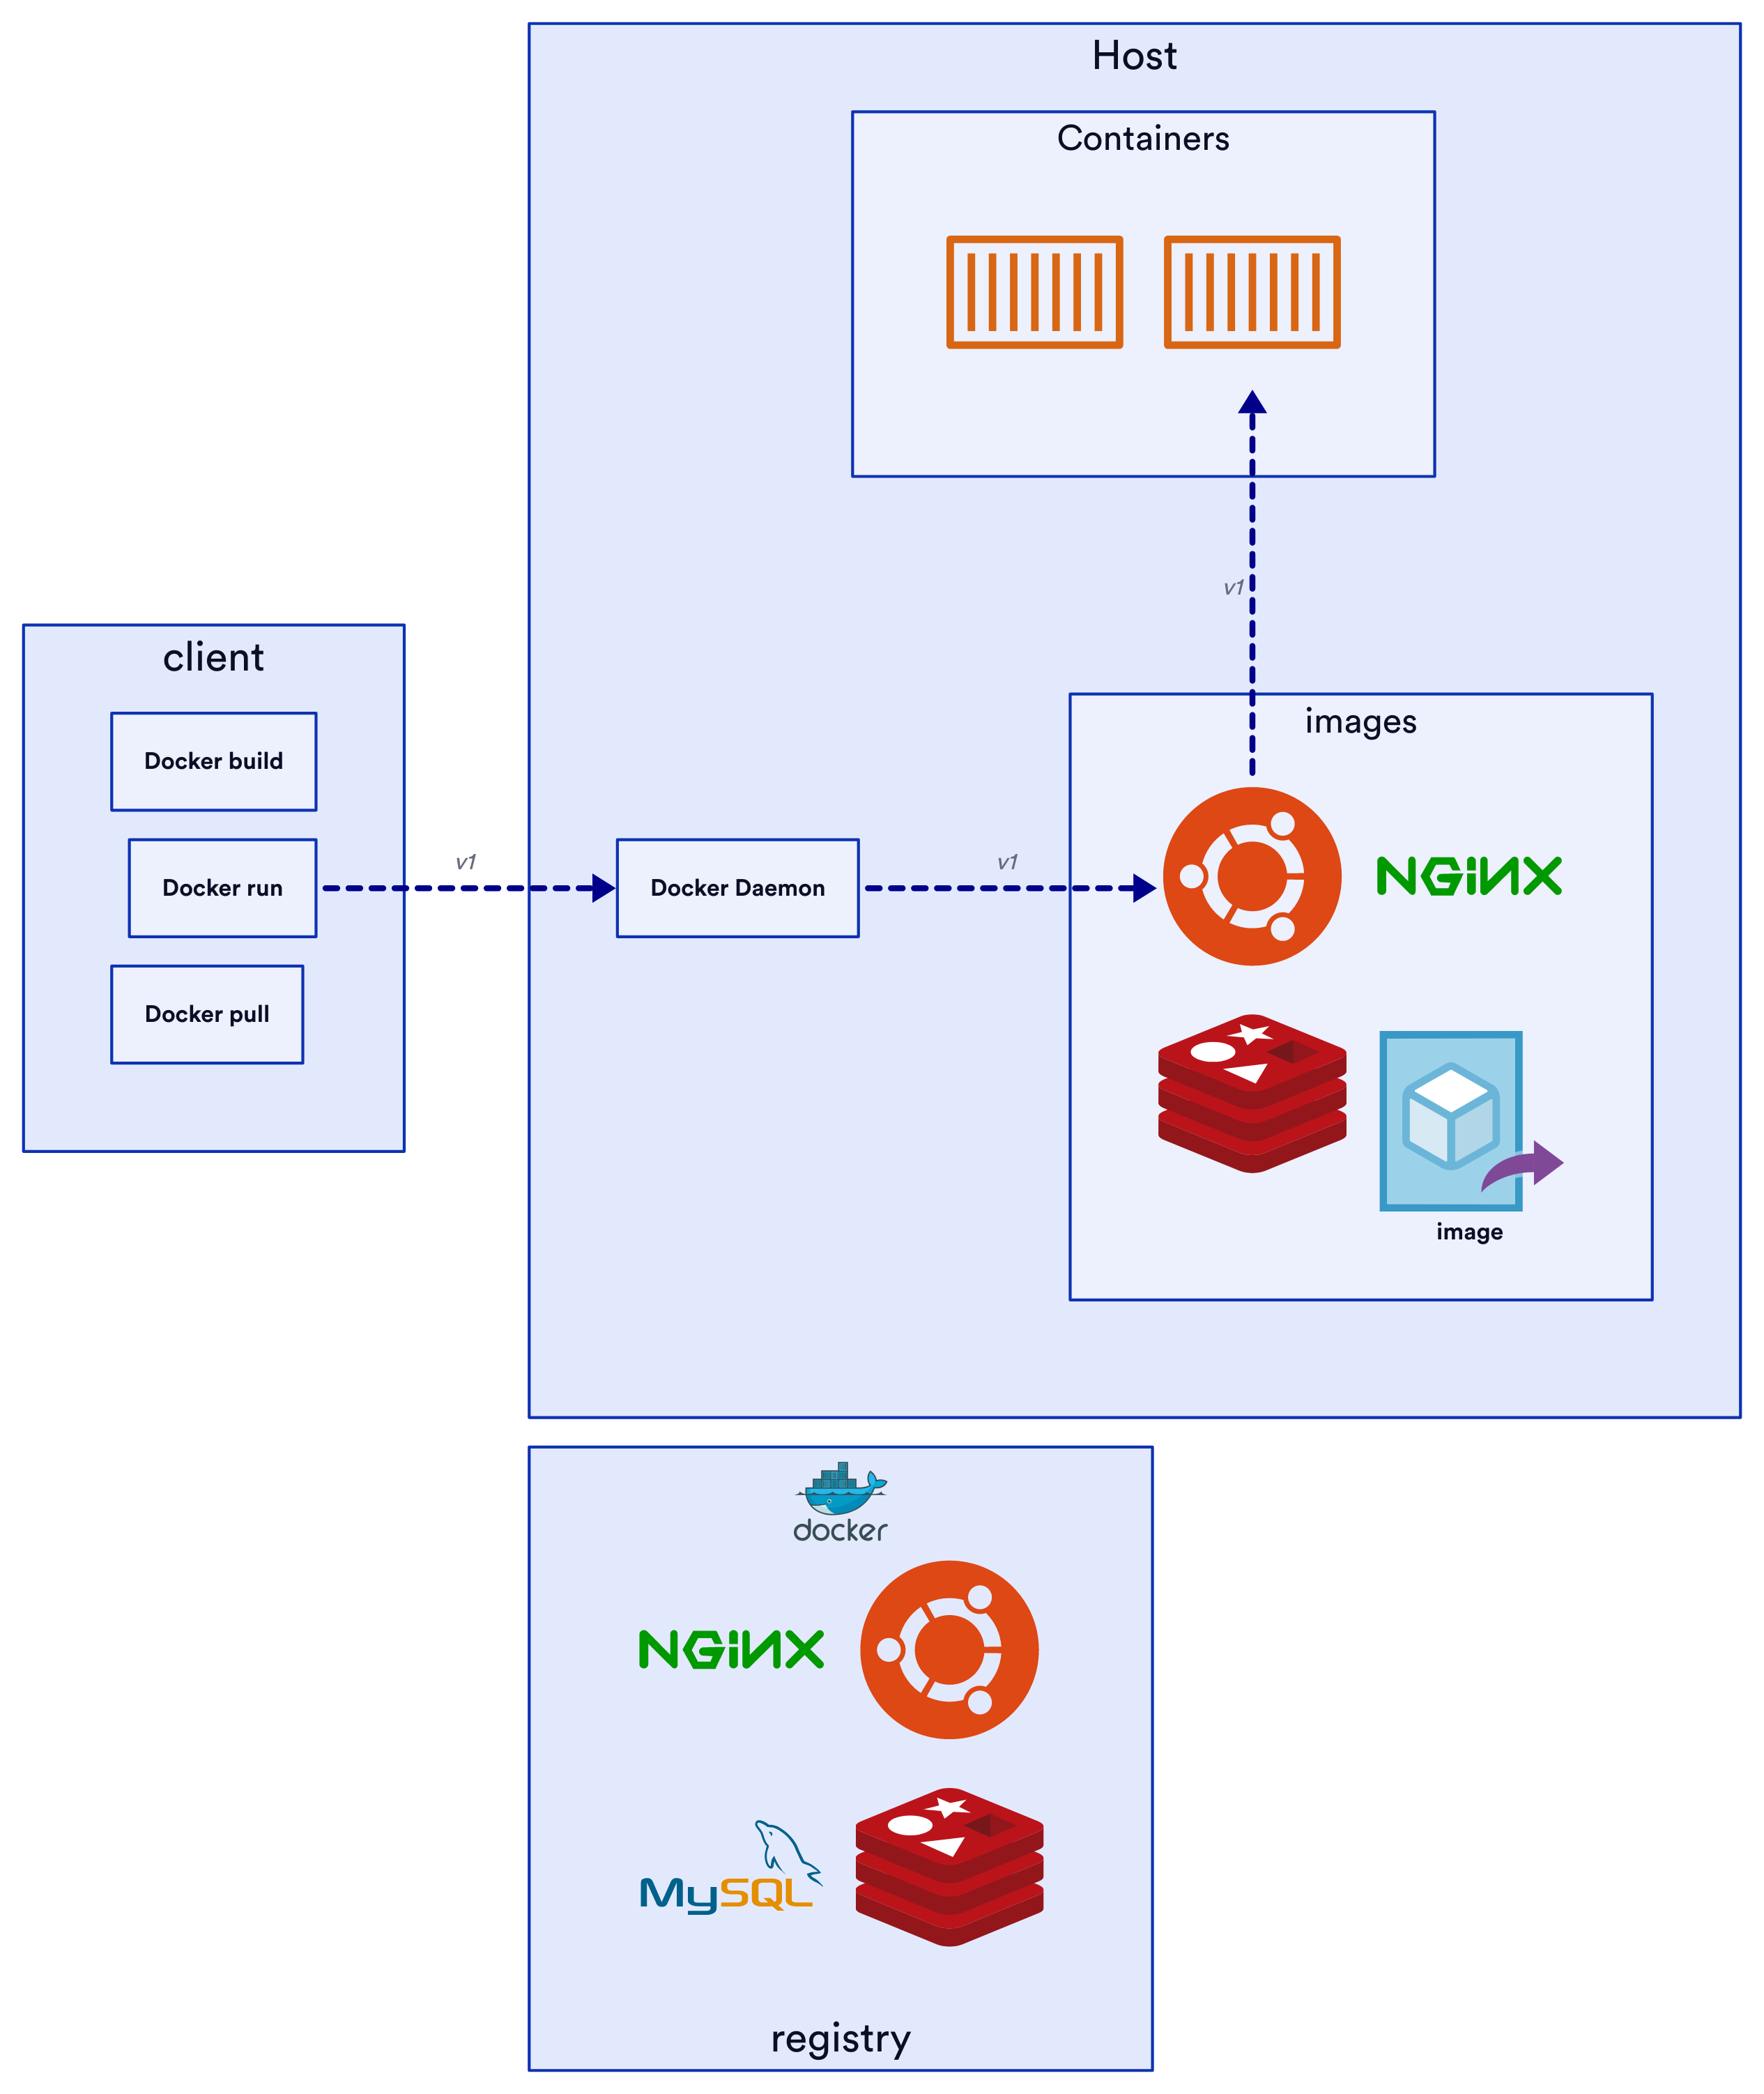 Host
Containers
v1
client
images
Docker build
Docker run
v1
Docker Daemon
v1
NGiNX
Docker pull
image
docker
NGiNX
MySQL
registry